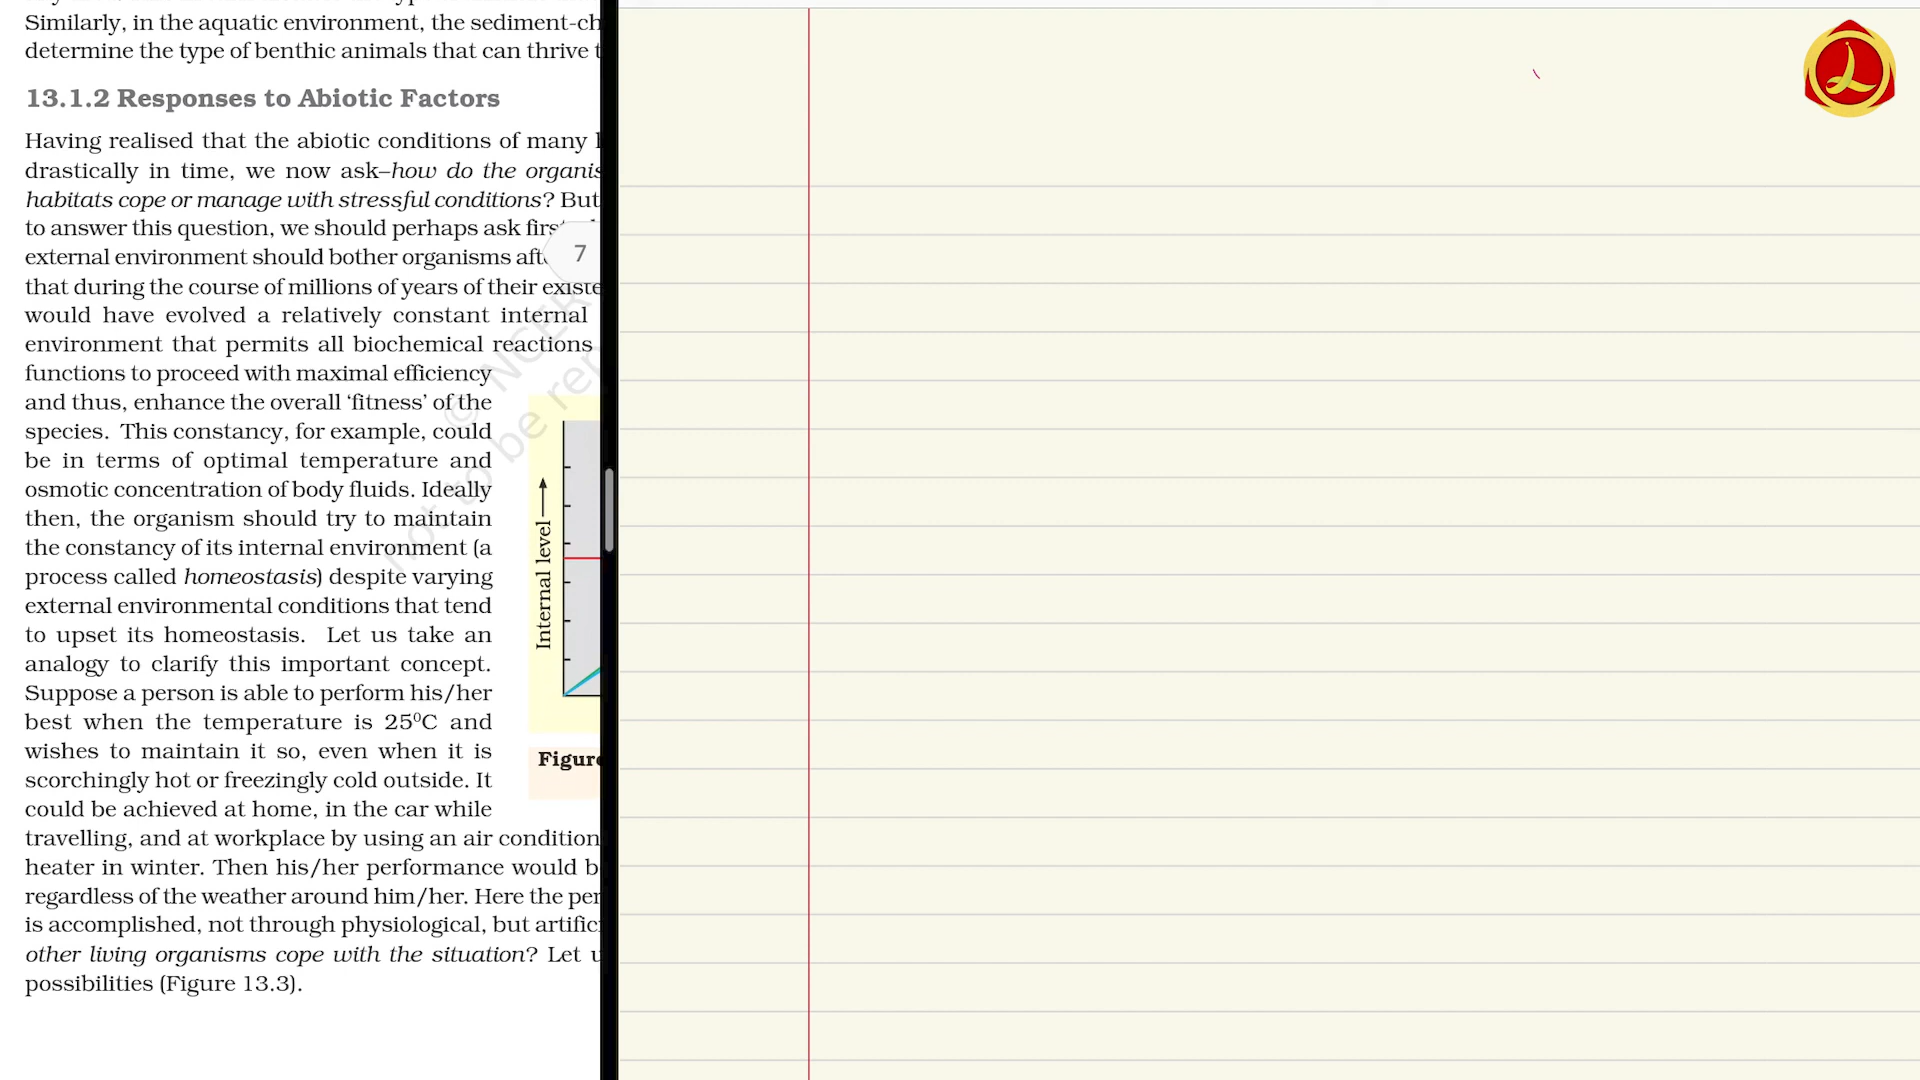 Similarly, in the aquatic environment, the sediment-ch
determine the type of benthic animals that can thrive t
13.1.2 Responses to Abiotic Factors
Having realised that the abiotic conditions of many
drastically in time, we now ask–how do the organis
habitats cope or manage with stressful conditions? But
to answer this question, we should perhaps ask firs
external environment should bother organisms aft
that during the course of millions of years of their existe
would have evolved a relatively constant internal
environment that permits all biochemical reactions
functions to proceed with maximal efficiency
and thus, enhance the overall ‘fitness’ of the
species. This constancy, for example, could
be in terms of optimal temperature and
osmotic concentration of body fluids. Ideally
then, the organism should try to maintain
the constancy of its internal environment (a
process called homeostasis) despite varying
external environmental conditions that tend
to upset its homeostasis. Let us take an
analogy to clarify this important concept.
Suppose a person is able to perform his/her
best when the temperature is 25⁰C and
wishes to maintain it so, even when it is
scorchingly hot or freezingly cold outside. It
could be achieved at home, in the car while
travelling, and at workplace by using an air condition
heater in winter. Then his/her performance would b
regardless of the weather around him/her. Here the per
is accomplished, not through physiological, but artific
other living organisms cope with the situation? Let u
possibilities (Figure 13.3).
7
Internal level
Figure
© NCER
not to be rep